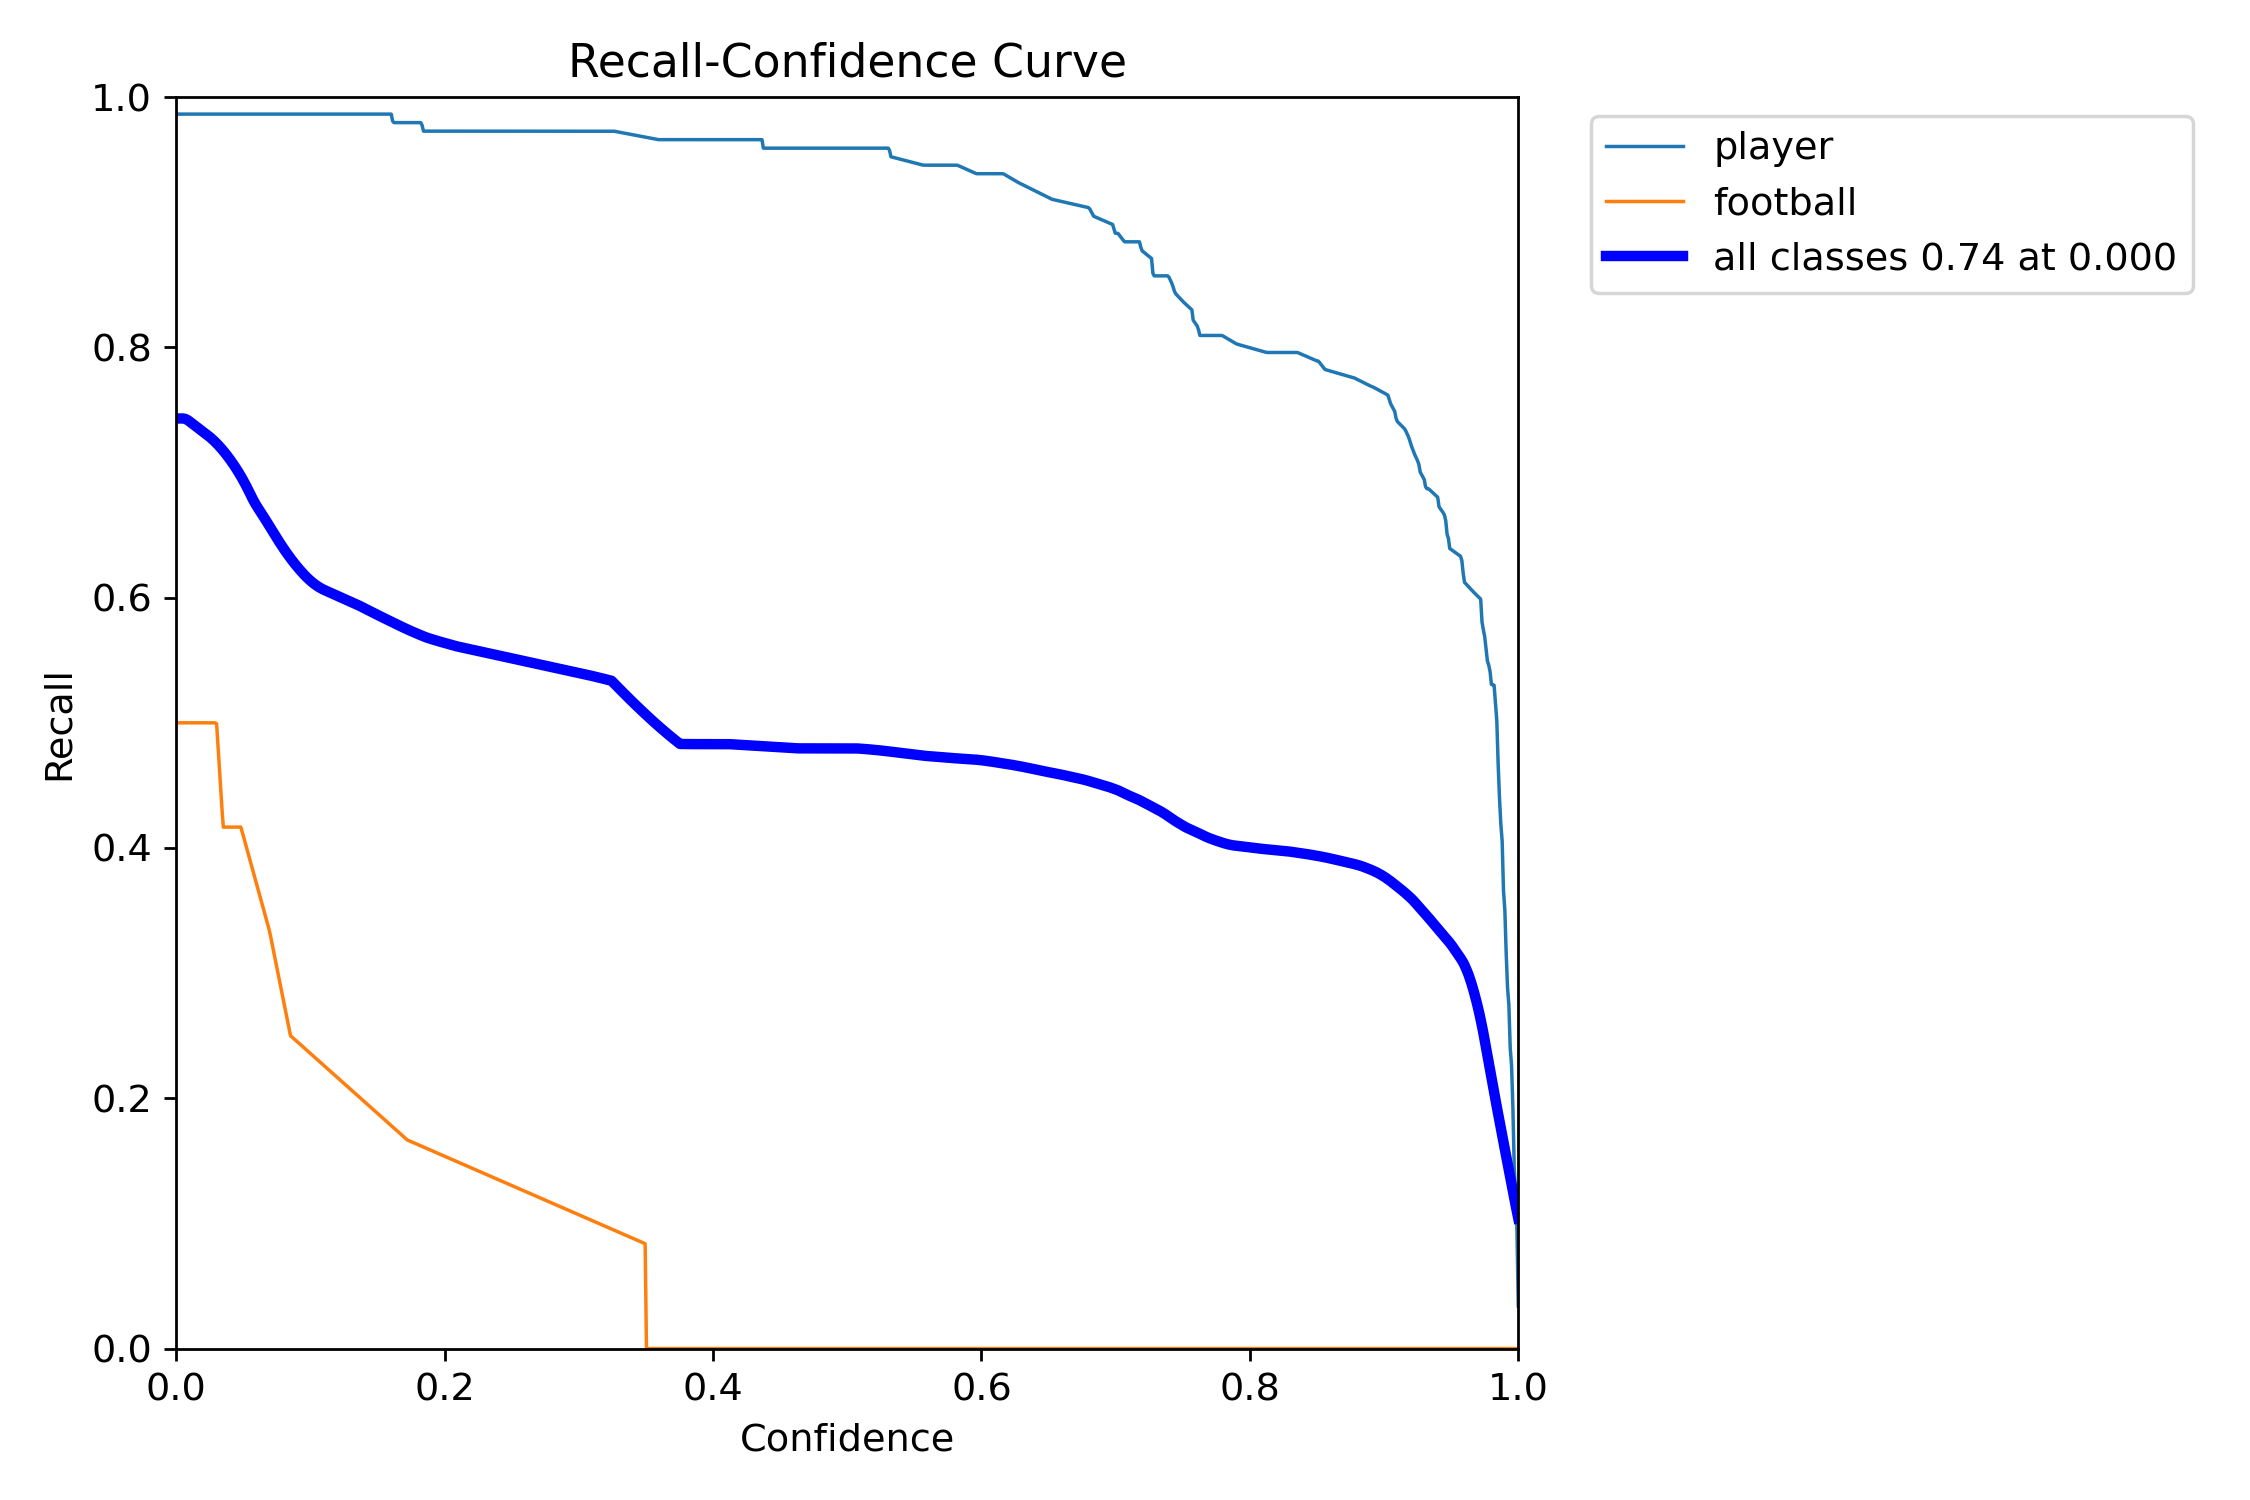 Recall-Confidence Curve
1.0
0.8
0.6
0.4
0.2
0.0
Recall
0.0 0.2 0.4 0.6 0.8 1.0
Confidence
player
football
all classes 0.74 at 0.000